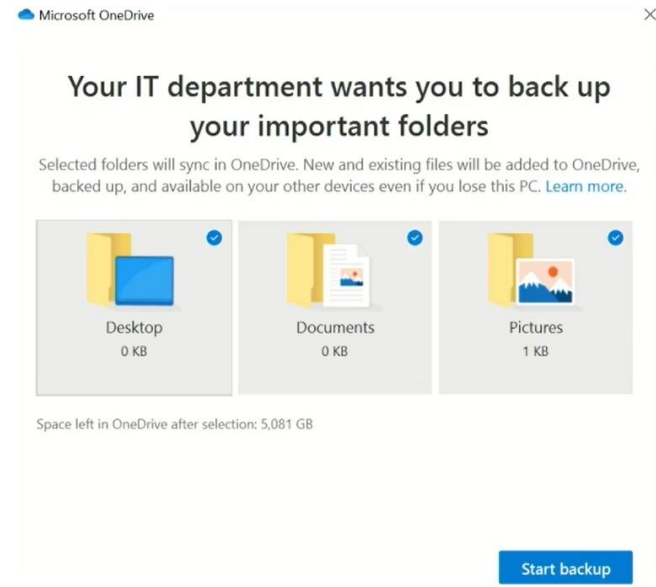 Microsoft OneDrive
Your IT department wants you to back up
your important folders
Selected folders will sync in OneDrive. New and existing files will be added to OneDrive,
backed up, and available on your other devices even if you lose this PC. Learn more.
Desktop
0 KB
Documents
0 KB
Pictures
1 KB
Space left in OneDrive after selection: 5,081 GB
Start backup